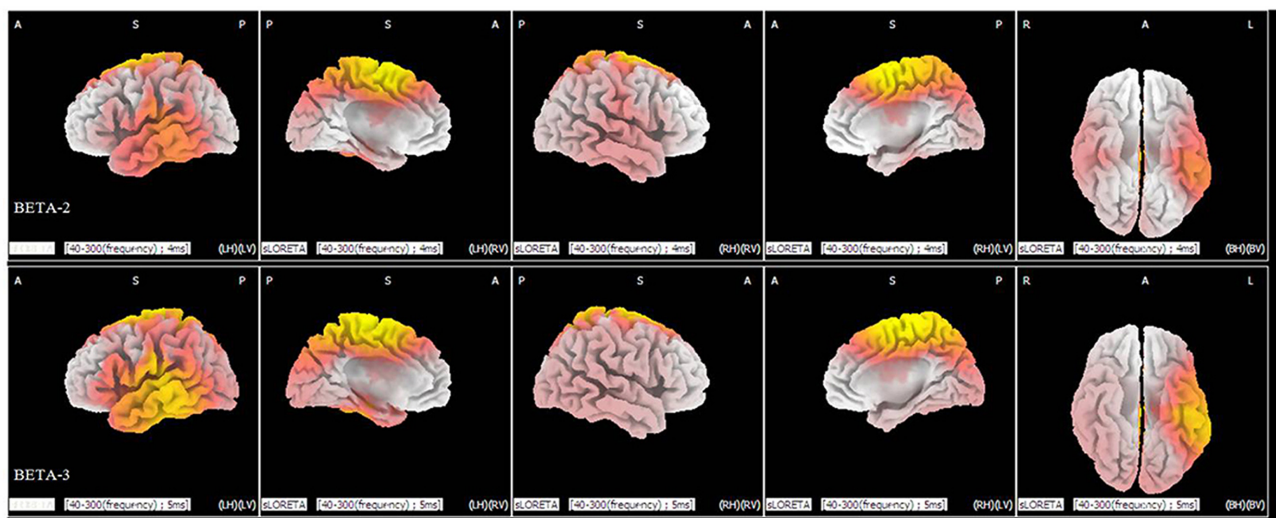 A S P
P S A
P S A
A S P
R A L
BETA-2
[40-300(frequency) ; 4ms] (LH)(LV)
sLORETA [40-300(frequency) ; 4ms] (LH)(RV)
sLORETA [40-300(frequency) ; 4ms] (RH)(RV)
sLORETA [40-300(frequency) ; 4ms] (RH)(LV)
sLORETA [40-300(frequency) ; 4ms] (BH)(BV)
A S P
P S A
P S A
A S P
R A L
BETA-3
[40-300(frequency) ; 5ms] (LH)(LV)
sLORETA [40-300(frequency) ; 5ms] (LH)(RV)
sLORETA [40-300(frequency) ; 5ms] (RH)(RV)
sLORETA [40-300(frequency) ; 5ms] (RH)(LV)
sLORETA [40-300(frequency) ; 5ms] (BH)(BV)